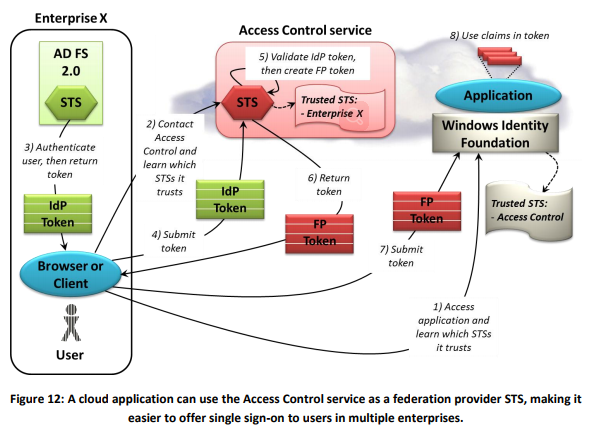 Enterprise X
Access Control service
8) Use claims in token
AD FS
2.0
STS
5) Validate IdP token,
then create FP token
STS
Trusted STS:
- Enterprise X
Application
Windows Identity
Foundation
2) Contact
Access
Control and
learn which
STSs it
trusts
3) Authenticate
user, then return
token
6) Return
token
IdP
Token
IdP
Token
FP
Token
FP
Token
Trusted STS:
- Access Control
4) Submit
token
7) Submit
token
Browser or
Client
1) Access
application and
learn which STSs
it trusts
User
Figure 12: A cloud application can use the Access Control service as a federation provider STS, making it
easier to offer single sign-on to users in multiple enterprises.